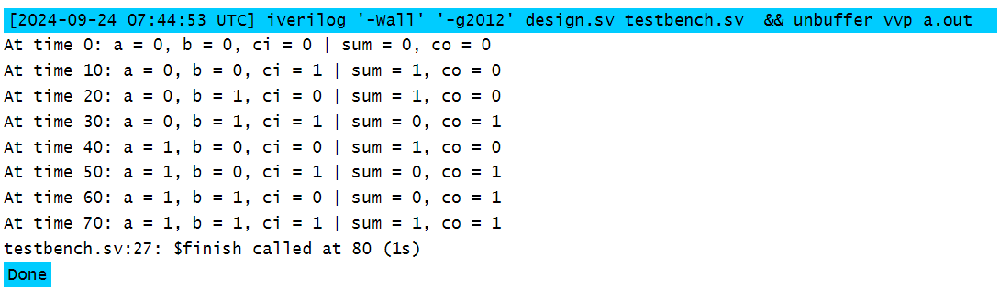 [2024-09-24 07:44:53 UTC] iverilog '-Wall' '-g2012' design.sv testbench.sv  && unbuffer vvp a.out
At time 0: a = 0, b = 0, ci = 0 | sum = 0, co = 0
At time 10: a = 0, b = 0, ci = 1 | sum = 1, co = 0
At time 20: a = 0, b = 1, ci = 0 | sum = 1, co = 0
At time 30: a = 0, b = 1, ci = 1 | sum = 0, co = 1
At time 40: a = 1, b = 0, ci = 0 | sum = 1, co = 0
At time 50: a = 1, b = 0, ci = 1 | sum = 0, co = 1
At time 60: a = 1, b = 1, ci = 0 | sum = 0, co = 1
At time 70: a = 1, b = 1, ci = 1 | sum = 1, co = 1
testbench.sv:27: $finish called at 80 (1s)
Done